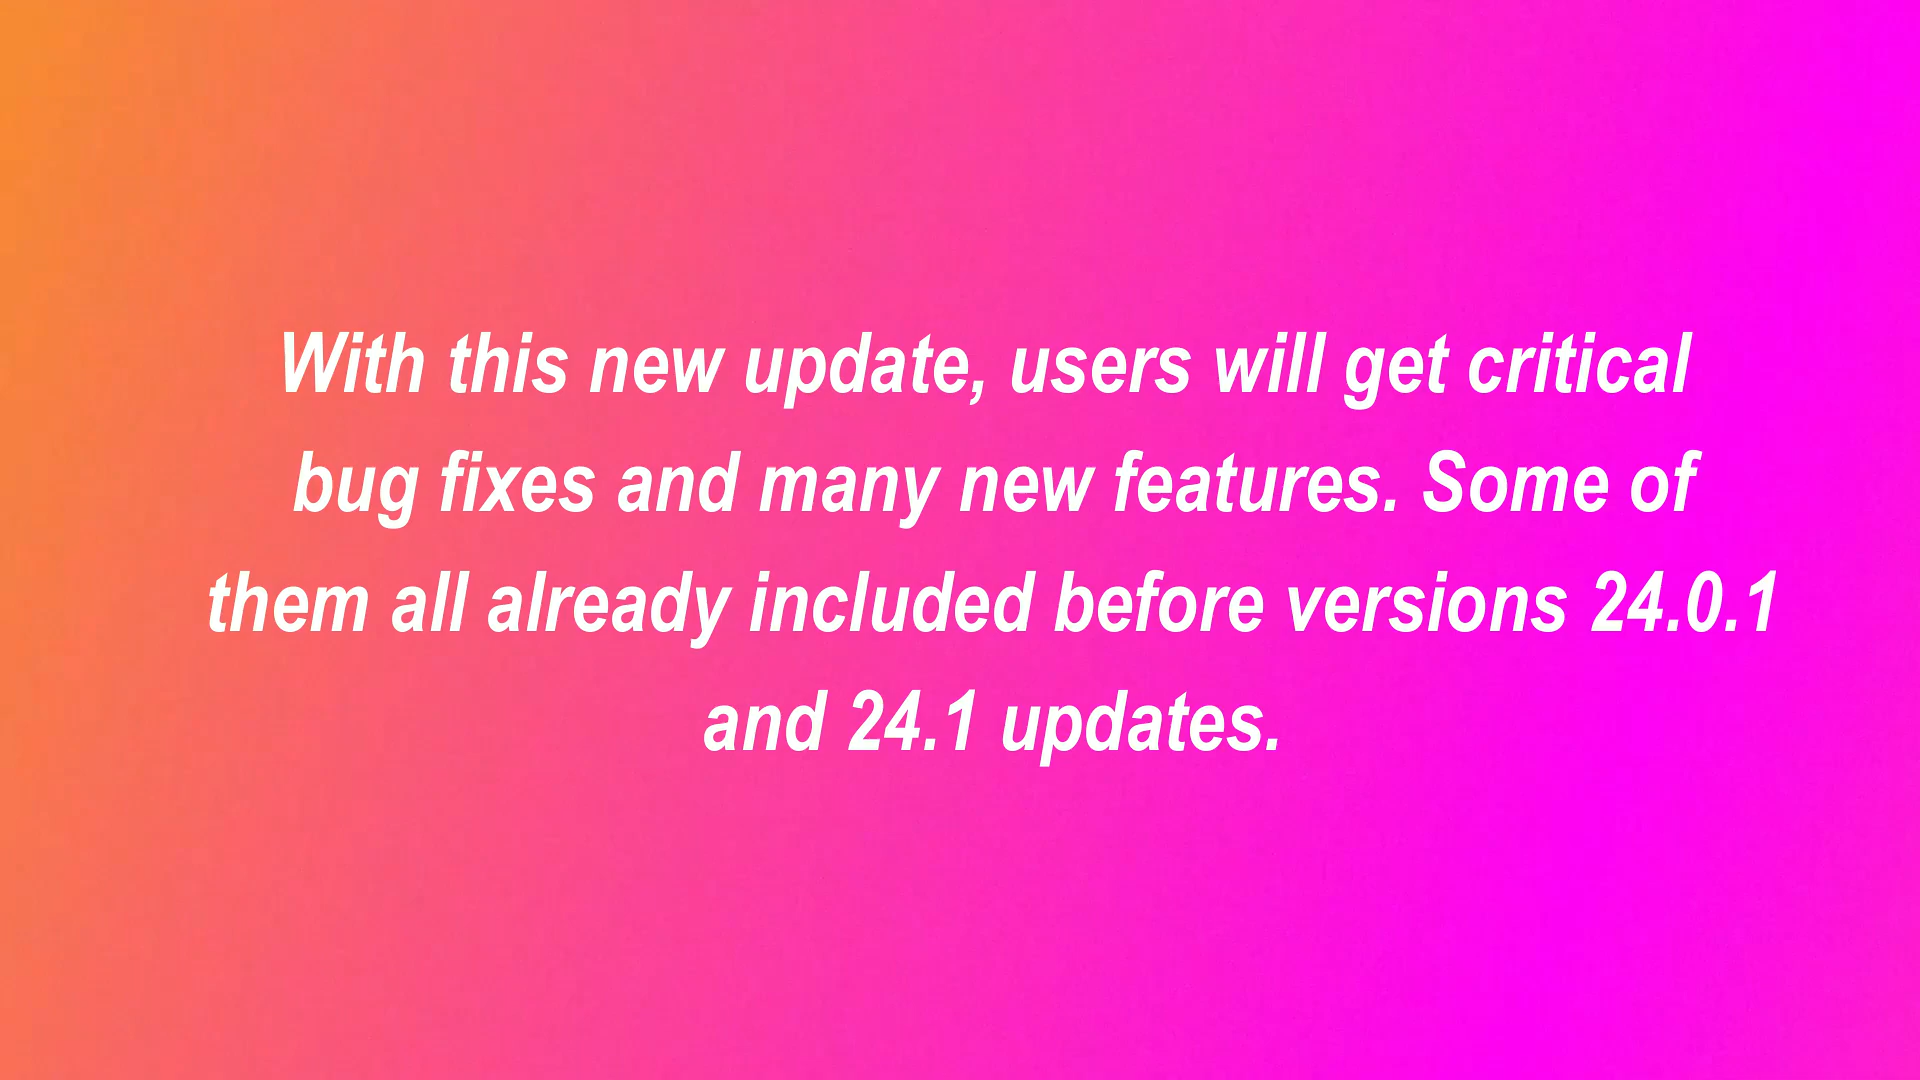 With this new update, users will get critical
bug fixes and many new features. Some of
them all already included before versions 24.0.1
and 24.1 updates.